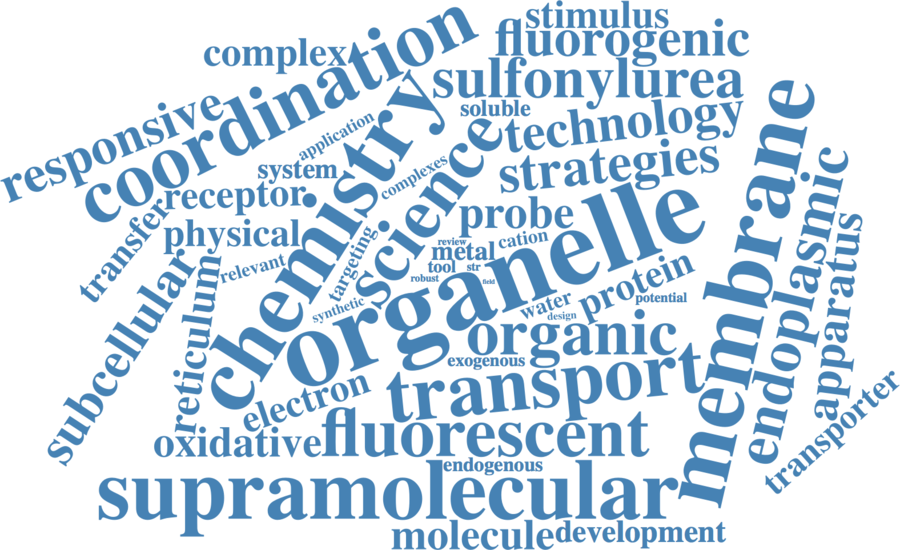 stimulus
complex
coordination
fluorogenic
sulfonylurea
responsive
soluble
technology
application
chemistry
science
system
complexes
strategies
membrane
receptor
transfer
probe
physical
organelle
endoplasmic
apparatus
review
metal
cation
tool
str
robust
field
targeting
relevant
subcellular
reticulum
synthetic
water
design
protein
potential
organic
exogenous
transport
electron
transporter
oxidative
fluorescent
endogenous
supramolecular
molecule
development